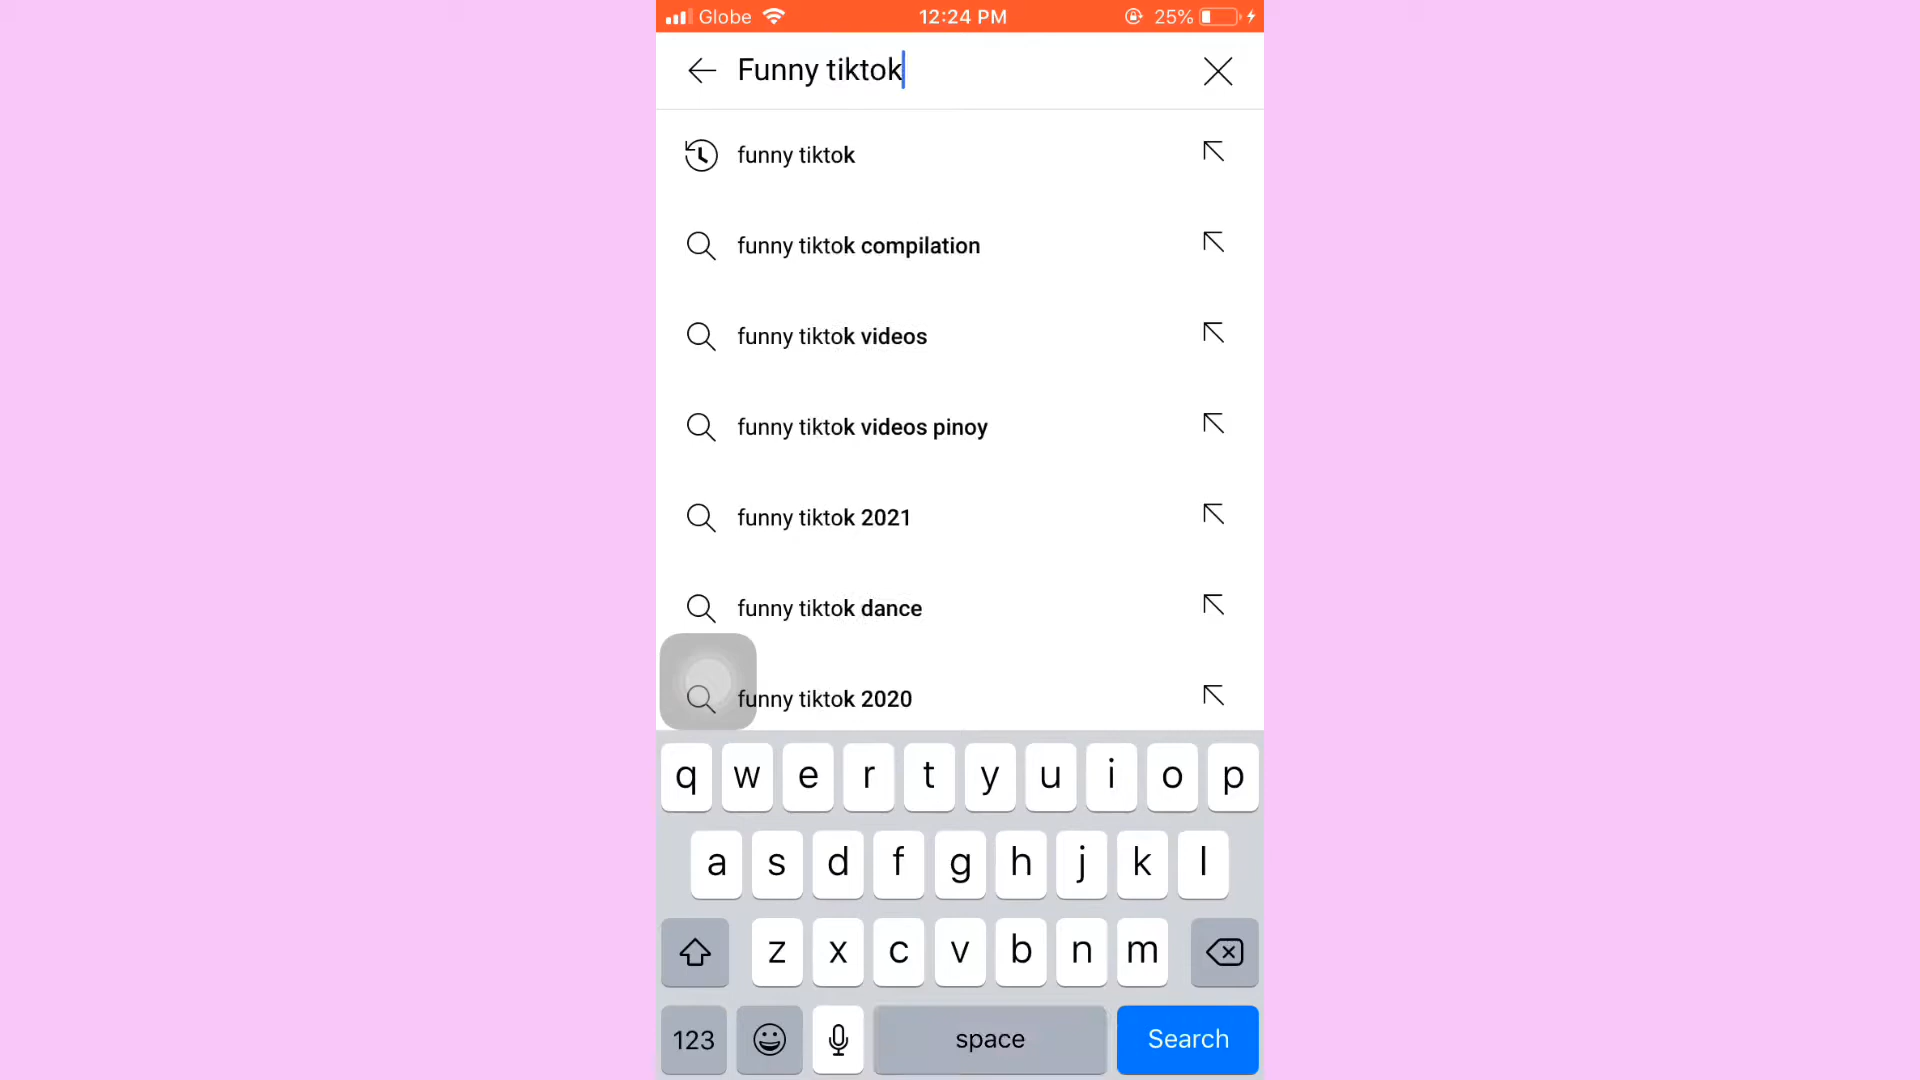 Globe 12:24 PM 25%
Funny tiktok
funny tiktok
funny tiktok compilation
funny tiktok videos
funny tiktok videos pinoy
funny tiktok 2021
funny tiktok dance
funny tiktok 2020
q w e r t y u i o p
a s d f g h j k l
z x c v b n m
123 space Search